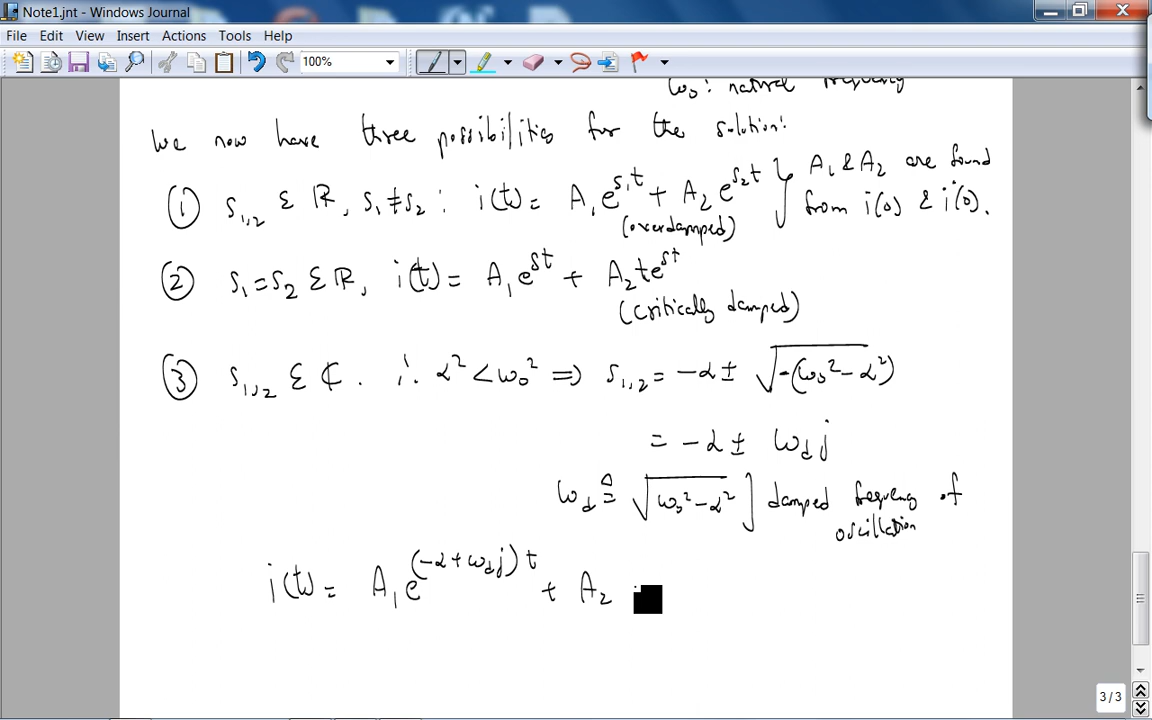 Note1.jnt - Windows Journal
File Edit View Insert Actions Tools Help
100%
ω₀: natural frequency
We now have three possibilities for the solution:
① s₁,₂ ∈ ℝ, s₁≠s₂: i(t) = A₁e^{s₁t} + A₂e^{s₂t} } A₁ & A₂ are found
(overdamped) from i(0) & i̇(0).
② s₁=s₂ ∈ ℝ, i(t) = A₁e^{st} + A₂te^{st}
(critically damped)
③ s₁,₂ ∈ ℂ. ∴ α² < ω₀² ⇒ s₁,₂ = -α ± √-(ω₀²-α²)
= -α ± ω_d j
ω_d ≜ √ω₀²-α² ] damped frequency of
oscillation
i(t) = A₁e^{(-α+ω_d j)t} + A₂
3/3